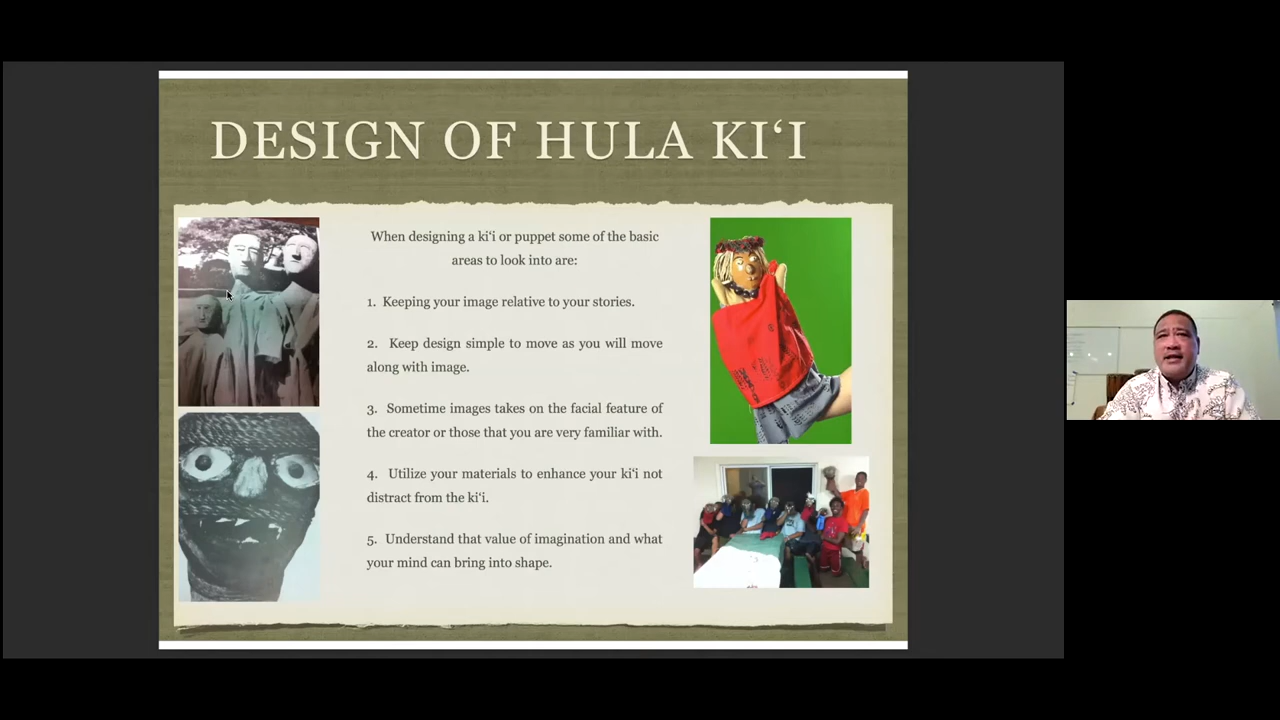 DESIGN OF HULA KIʻI
When designing a kiʻi or puppet some of the basic
areas to look into are:
1. Keeping your image relative to your stories.
2. Keep design simple to move as you will move
along with image.
3. Sometime images takes on the facial feature of
the creator or those that you are very familiar with.
4. Utilize your materials to enhance your kiʻi not
distract from the kiʻi.
5. Understand that value of imagination and what
your mind can bring into shape.